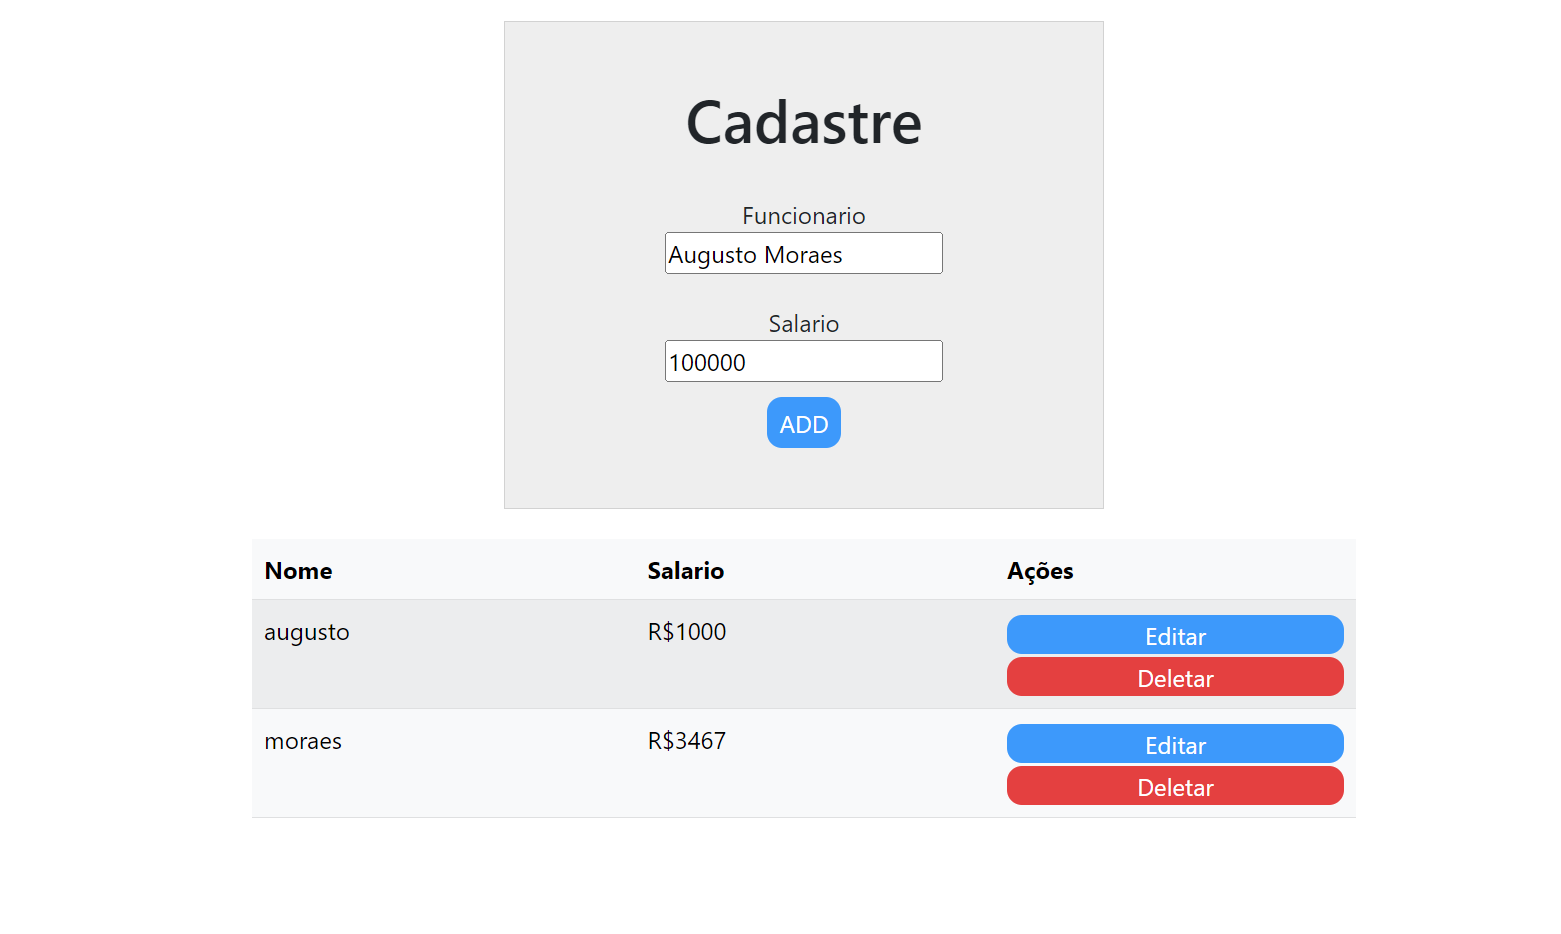 Cadastre
Funcionario
Augusto Moraes
Salario
100000
ADD
Nome Salario Ações
augusto R$1000 Editar
Deletar
moraes R$3467 Editar
Deletar